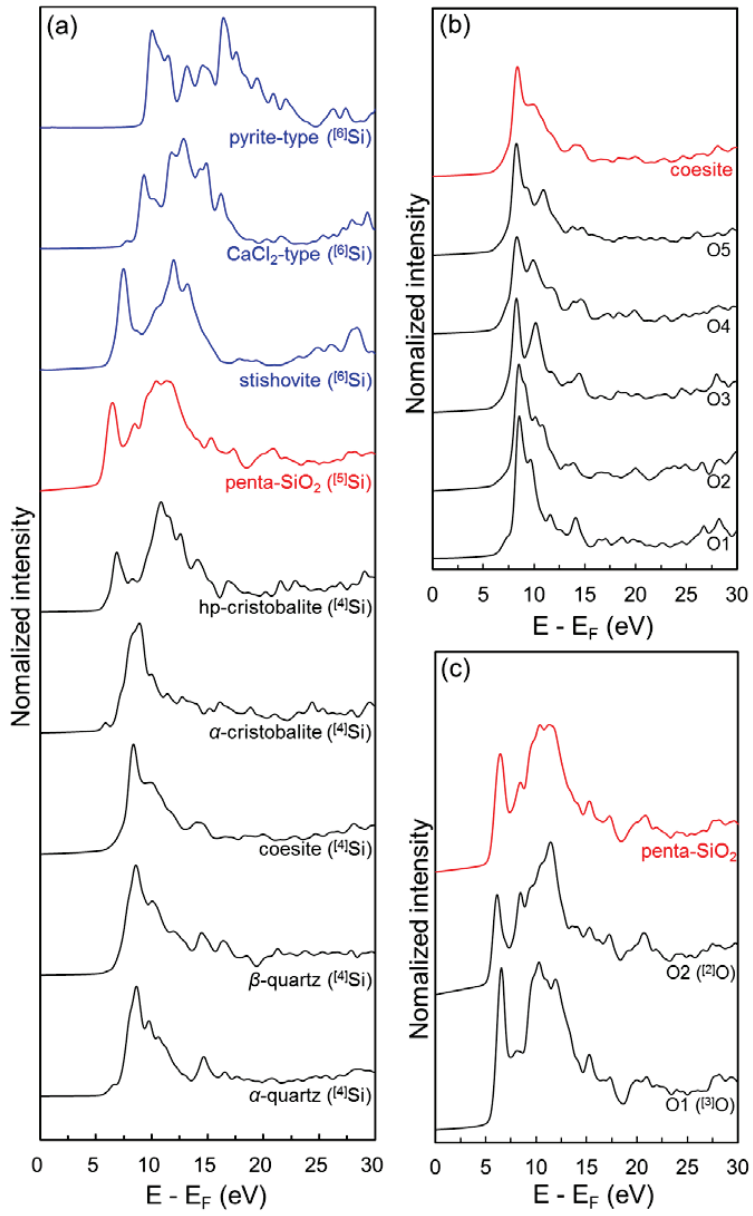 (a)
pyrite-type ([6]Si)
CaCl2-type ([6]Si)
stishovite ([6]Si)
penta-SiO2 ([5]Si)
hp-cristobalite ([4]Si)
α-cristobalite ([4]Si)
coesite ([4]Si)
β-quartz ([4]Si)
α-quartz ([4]Si)
Nomalized intensity
0 5 10 15 20 25 30
E - EF (eV)
(b)
coesite
O5
O4
O3
O2
O1
Nomalized intensity
0 5 10 15 20 25 30
E - EF (eV)
(c)
penta-SiO2
O2 ([2]O)
O1 ([3]O)
Nomalized intensity
0 5 10 15 20 25 30
E - EF (eV)